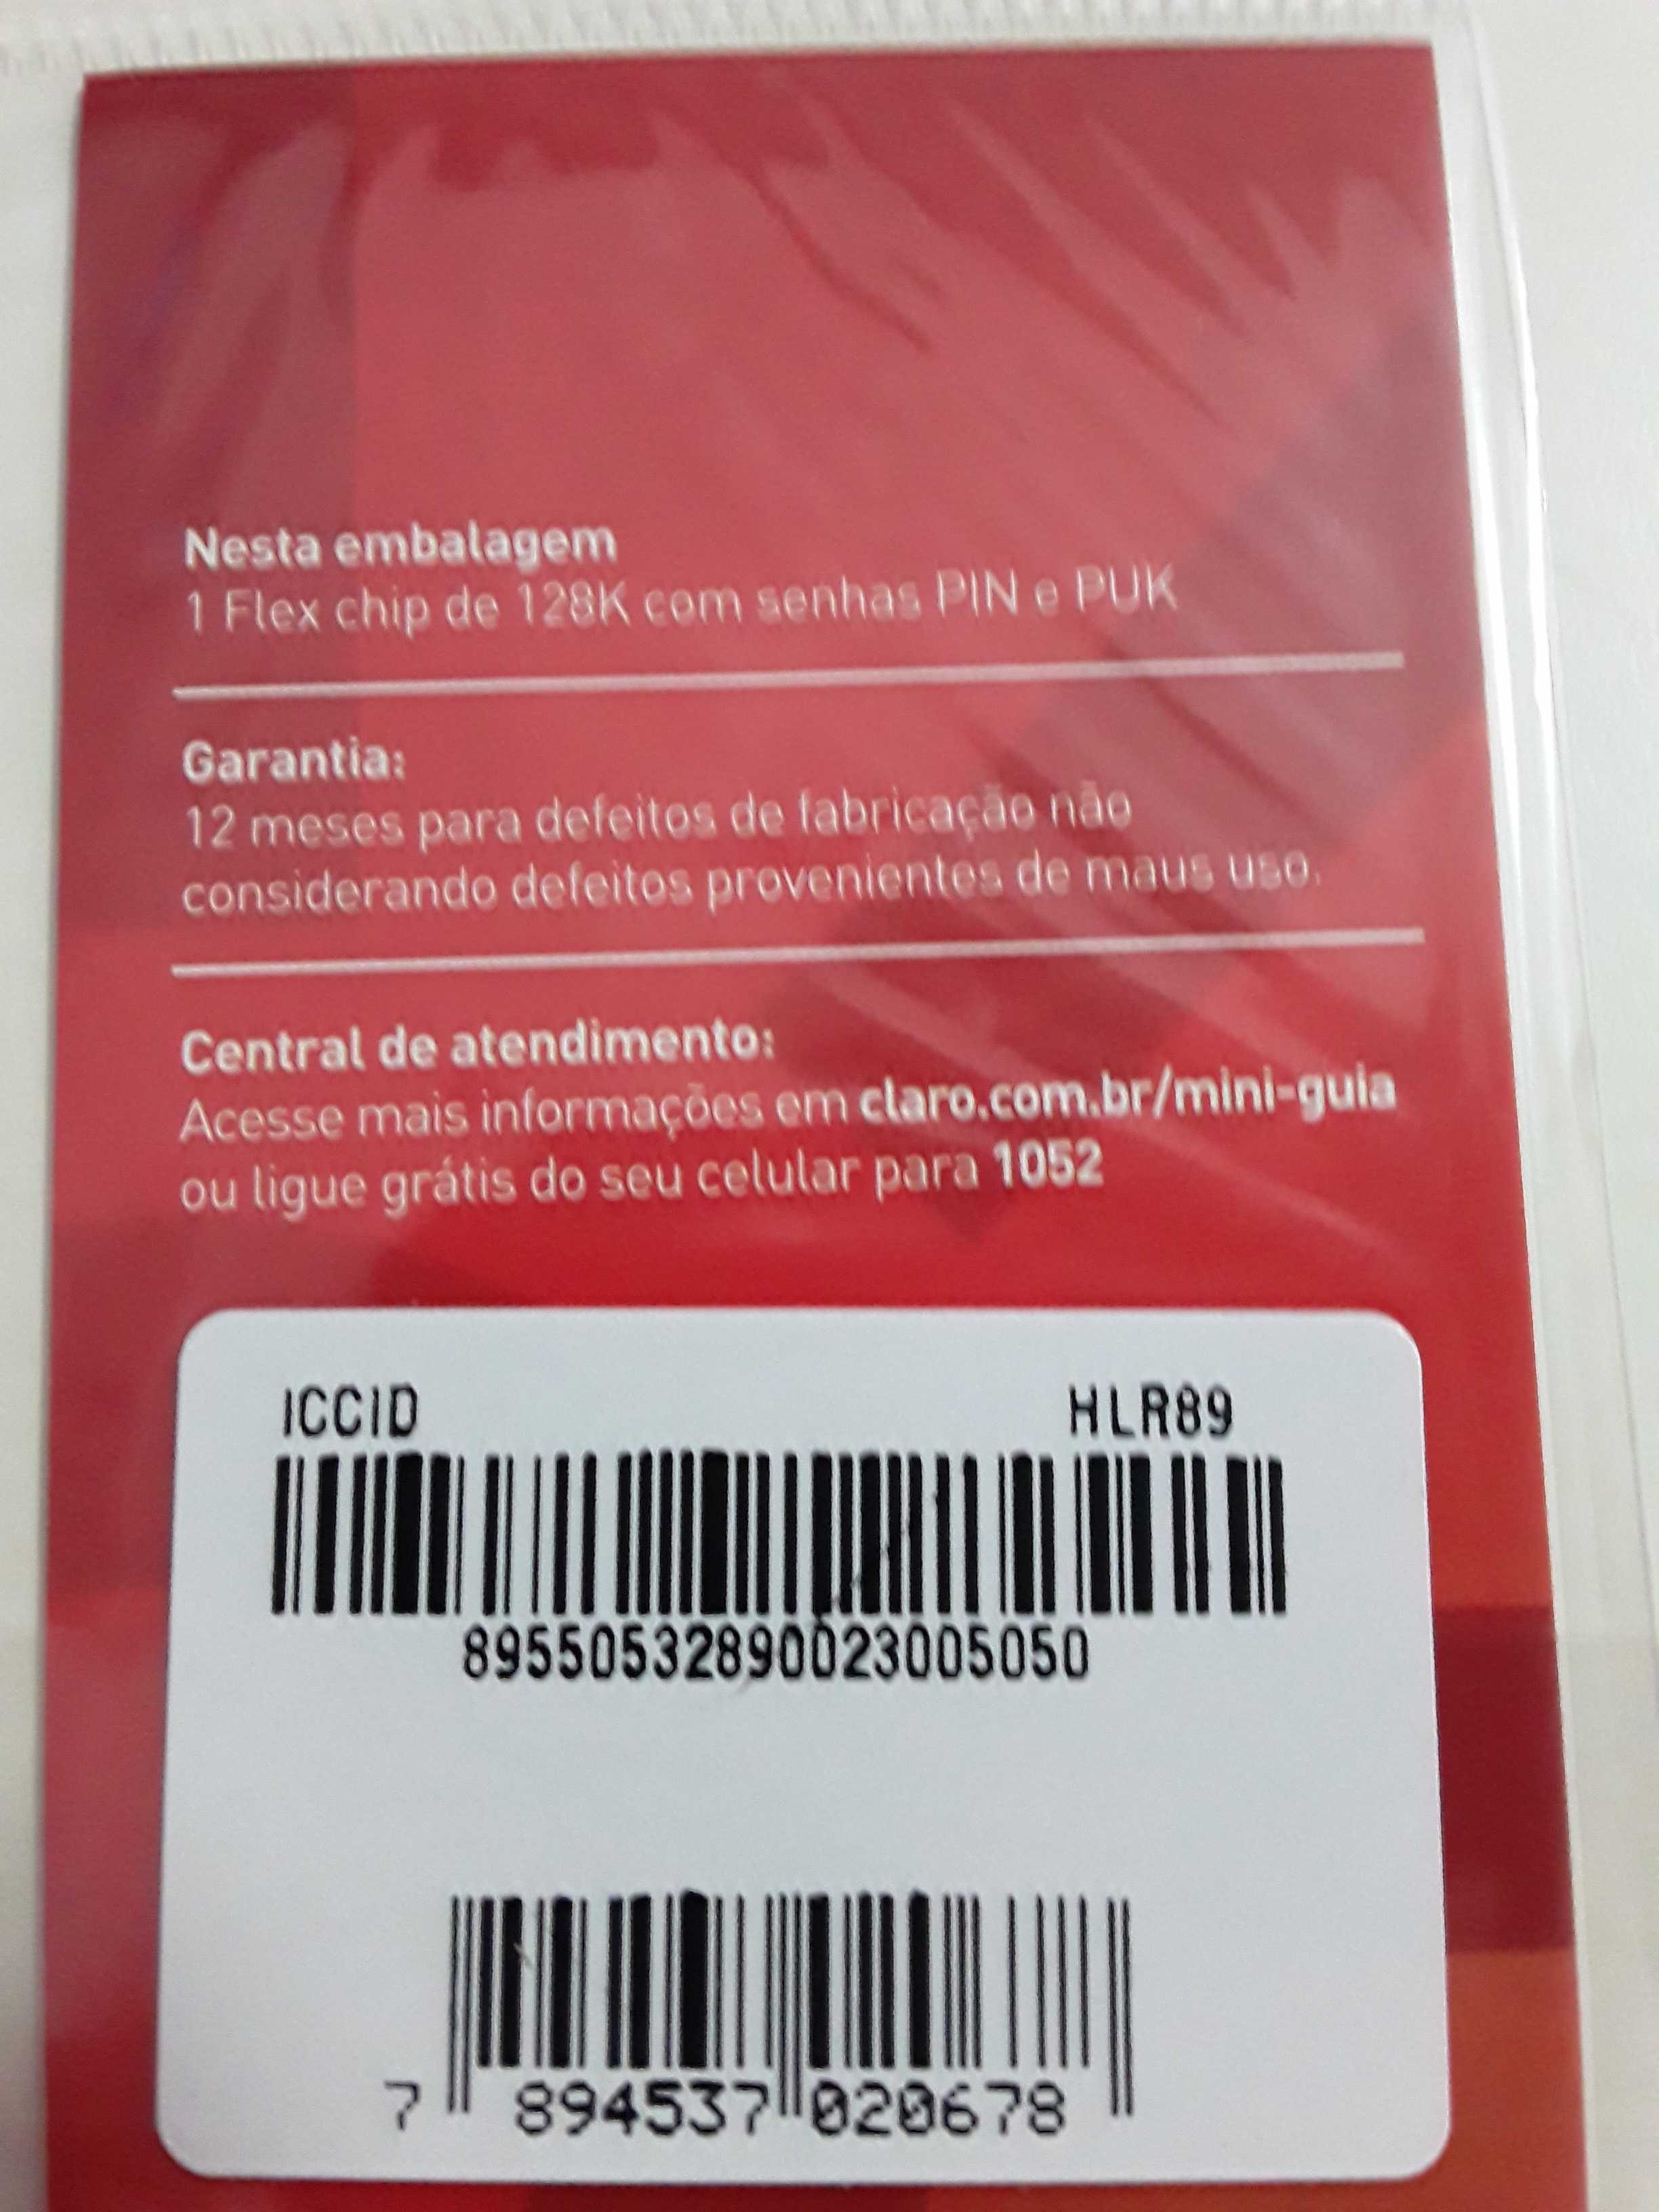 Nesta embalagem
1 Flex chip de 128K com senhas PIN e PUK
Garantia:
12 meses para defeitos de fabricação não
considerando defeitos provenientes de maus uso.
Central de atendimento:
Acesse mais informações em claro.com.br/mini-guia
ou ligue grátis do seu celular para 1052
ICCID HLR89
89550532890023005050
7 894537 020678